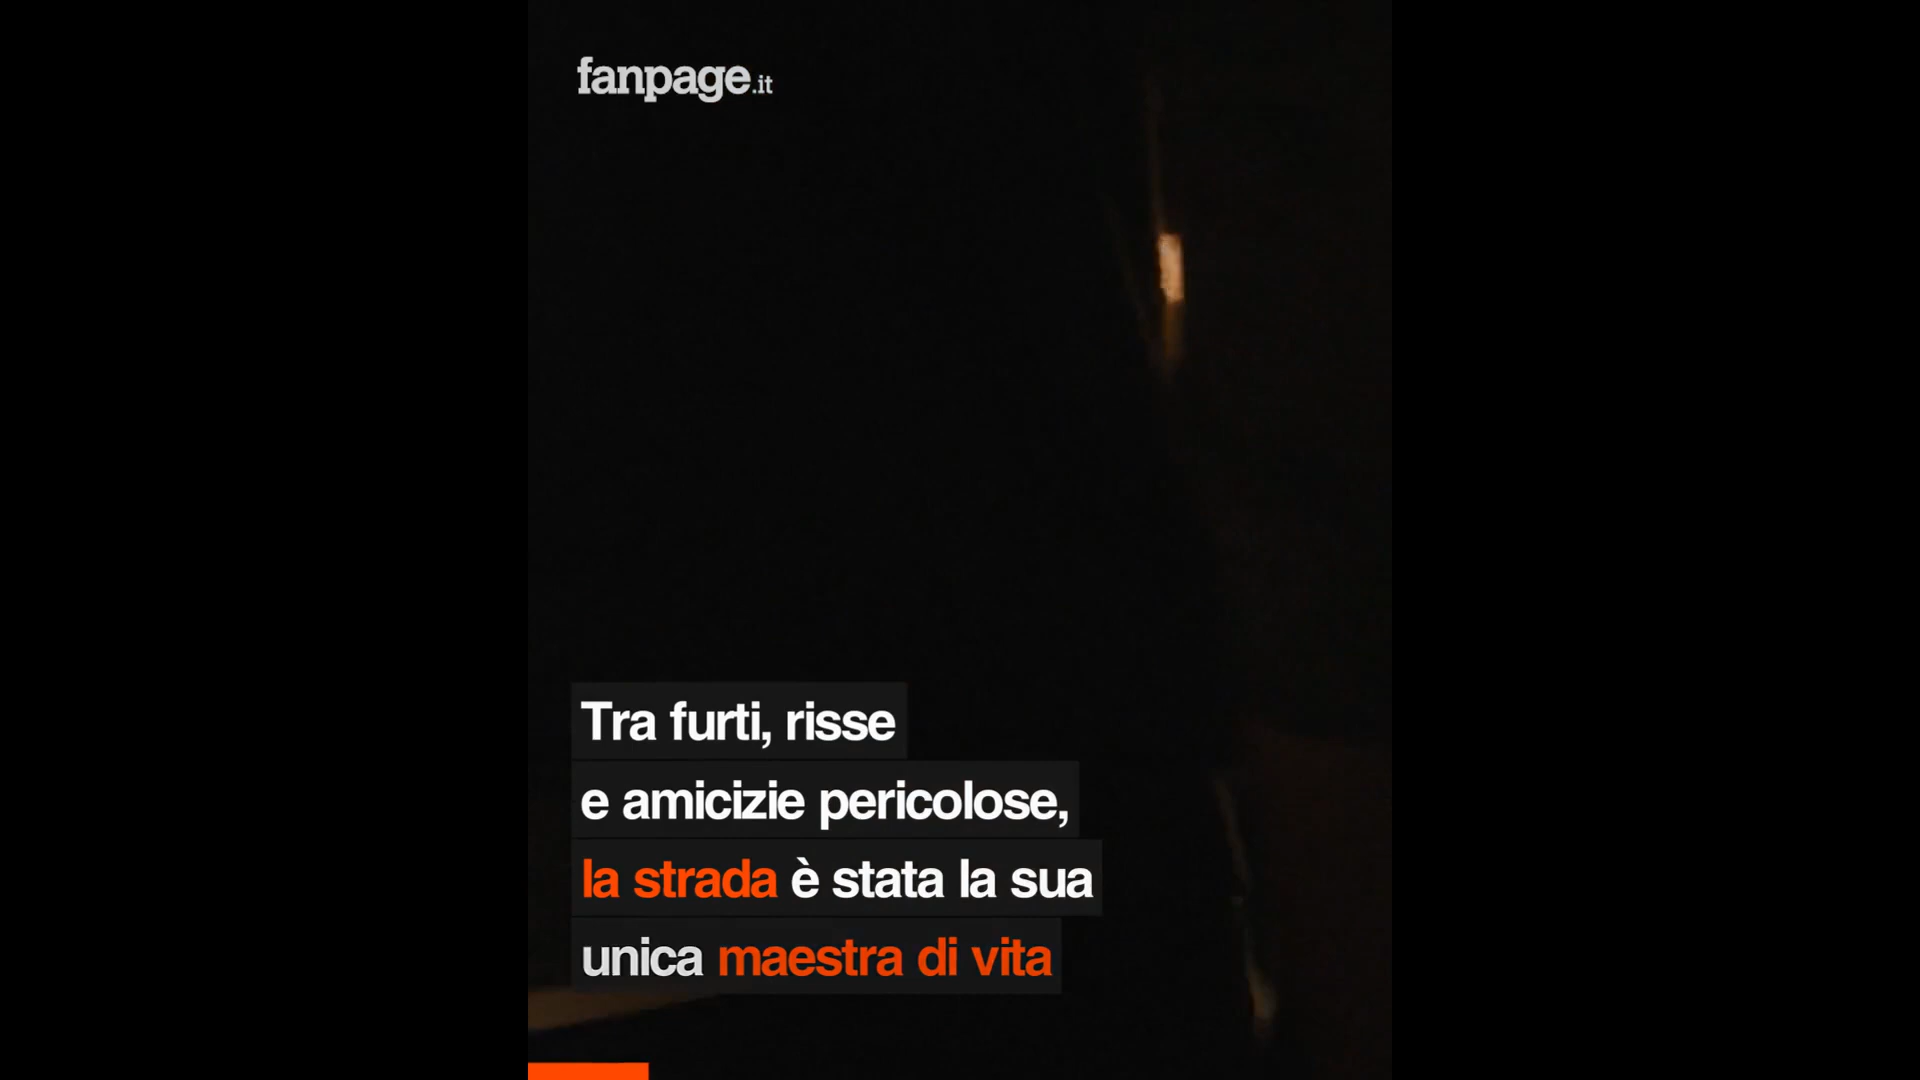 fanpage.it
Tra furti, risse
e amicizie pericolose,
la strada è stata la sua
unica maestra di vita